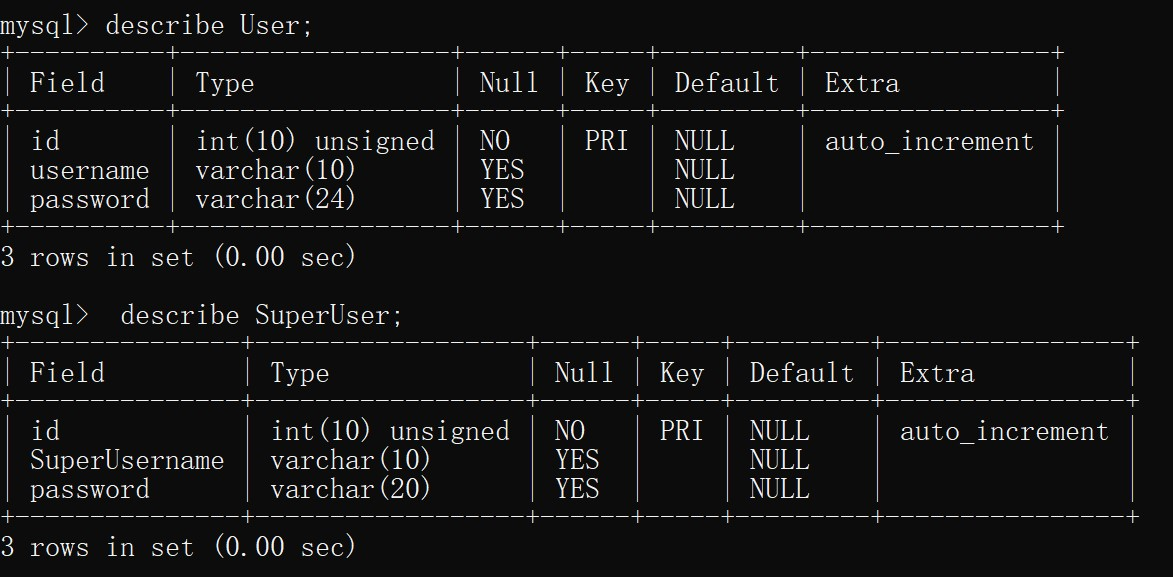 mysql> describe User;
+----------+------------------+------+-----+---------+----------------+
| Field    | Type             | Null | Key | Default | Extra          |
+----------+------------------+------+-----+---------+----------------+
| id       | int(10) unsigned | NO   | PRI | NULL    | auto_increment |
| username | varchar(10)      | YES  |     | NULL    |                |
| password | varchar(24)      | YES  |     | NULL    |                |
+----------+------------------+------+-----+---------+----------------+
3 rows in set (0.00 sec)
mysql>  describe SuperUser;
+---------------+------------------+------+-----+---------+----------------+
| Field         | Type             | Null | Key | Default | Extra          |
+---------------+------------------+------+-----+---------+----------------+
| id            | int(10) unsigned | NO   | PRI | NULL    | auto_increment |
| SuperUsername | varchar(10)      | YES  |     | NULL    |                |
| password      | varchar(20)      | YES  |     | NULL    |                |
+---------------+------------------+------+-----+---------+----------------+
3 rows in set (0.00 sec)